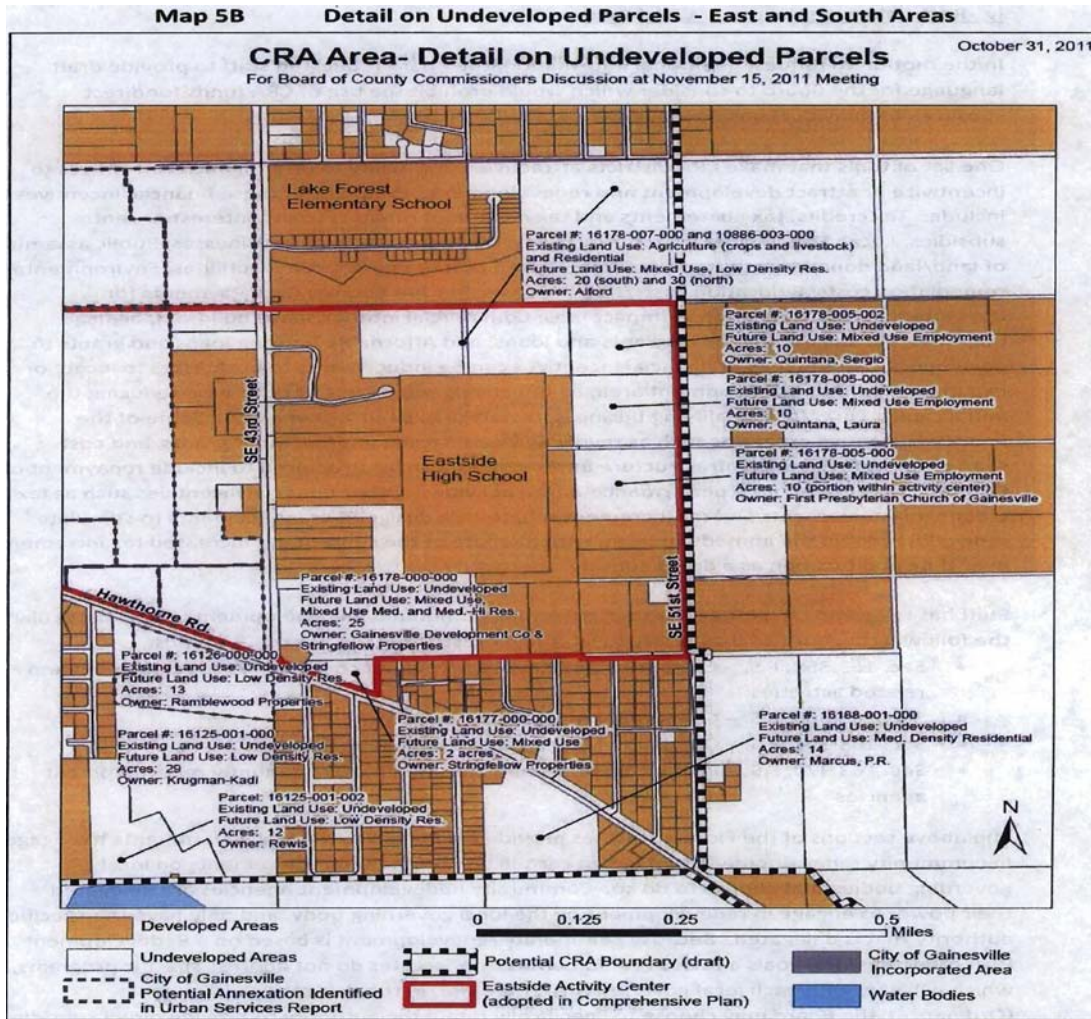 Map 5B Detail on Undeveloped Parcels - East and South Areas
CRA Area- Detail on Undeveloped Parcels
October 31, 2011
For Board of County Commissioners Discussion at November 15, 2011 Meeting
Lake Forest
Elementary School
Parcel #: 16178-007-000 and 10886-003-000
Existing Land Use: Agriculture (crops and livestock)
and Residential
Future Land Use: Mixed Use, Low Density Res.
Acres: 20 (south) and 30 (north)
Owner: Alford
Parcel #: 16178-005-002
Existing Land Use: Undeveloped
Future Land Use: Mixed Use Employment
Acres: 10
Owner: Quintana, Sergio
Parcel #: 16178-005-000
Existing Land Use: Undeveloped
Future Land Use: Mixed Use Employment
Acres: 10
Owner: Quintana, Laura
Parcel #: 16178-005-000
Existing Land Use: Undeveloped
Future Land Use: Mixed Use Employment
Acres: 10 (portion within activity center)
Owner: First Presbyterian Church of Gainesville
SE 43rd Street
Eastside
High School
SE 51st Street
Parcel #: 16178-000-000
Existing Land Use: Undeveloped
Future Land Use: Mixed Use,
Mixed Use Med. and Med.-Hi Res.
Acres: 25
Owner: Gainesville Development Co &
Stringfellow Properties
Hawthorne Rd.
Parcel #: 16126-000-000
Existing Land Use: Undeveloped
Future Land Use: Low Density Res.
Acres: 13
Owner: Ramblewood Properties
Parcel #: 16125-001-000
Existing Land Use: Undeveloped
Future Land Use: Low Density Res.
Acres: 29
Owner: Krugman-Kadi
Parcel: 16125-001-002
Existing Land Use: Undeveloped
Future Land Use: Low Density Res.
Acres: 12
Owner: Rewis
Parcel #: 16177-000-000
Existing Land Use: Undeveloped
Future Land Use: Mixed Use
Acres: 2 acres
Owner: Stringfellow Properties
Parcel #: 16188-001-000
Existing Land Use: Undeveloped
Future Land Use: Med. Density Residential
Acres: 14
Owner: Marcus, P.R.
N
0.125 0.25 0.5
Miles
Developed Areas
Undeveloped Areas
City of Gainesville
Potential Annexation Identified
in Urban Services Report
Potential CRA Boundary (draft)
Eastside Activity Center
(adopted in Comprehensive Plan)
City of Gainesville
Incorporated Area
Water Bodies